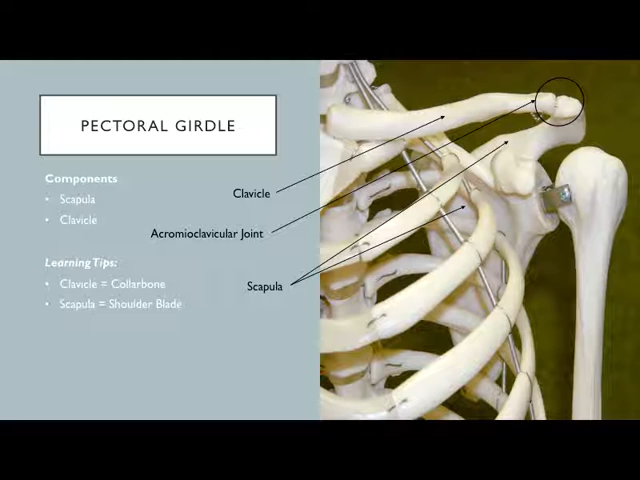 PECTORAL GIRDLE
Components
• Scapula
• Clavicle
Learning Tips:
• Clavicle = Collarbone
• Scapula = Shoulder Blade
Clavicle
Acromioclavicular Joint
Scapula